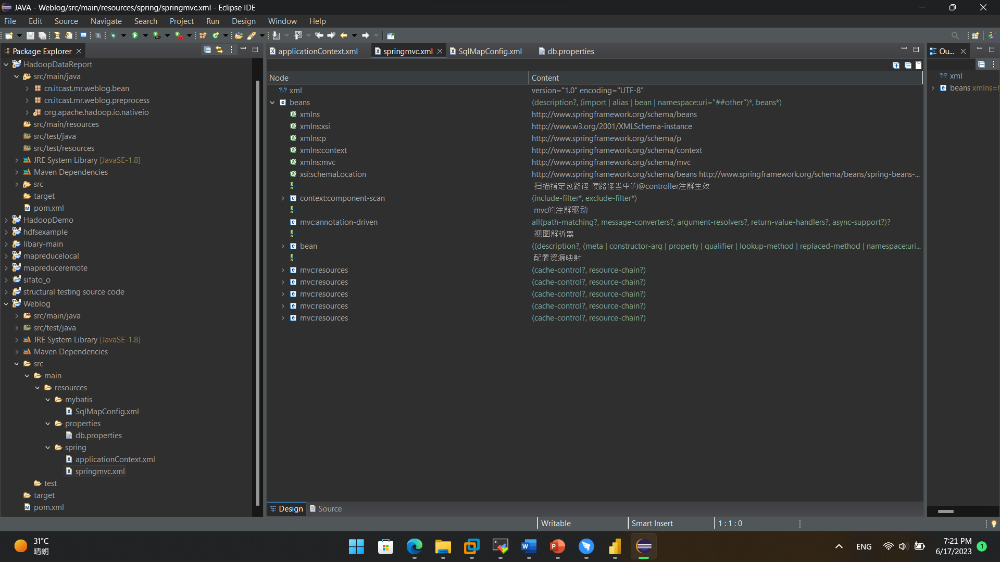 JAVA - Weblog/src/main/resources/spring/springmvc.xml - Eclipse IDE
File Edit Source Navigate Search Project Run Design Window Help
Package Explorer
HadoopDataReport
src/main/java
cn.itcast.mr.weblog.bean
cn.itcast.mr.weblog.preprocess
org.apache.hadoop.io.nativeio
src/main/resources
src/test/java
src/test/resources
JRE System Library [JavaSE-1.8]
Maven Dependencies
src
target
pom.xml
HadoopDemo
hdfsexample
libary-main
mapreducelocal
mapreduceremote
sifato_o
structural testing source code
Weblog
src/main/java
src/test/java
JRE System Library [JavaSE-1.8]
Maven Dependencies
src
main
resources
mybatis
SqlMapConfig.xml
properties
db.properties
spring
applicationContext.xml
springmvc.xml
test
target
pom.xml
applicationContext.xml springmvc.xml SqlMapConfig.xml db.properties
Node Content
xml version="1.0" encoding="UTF-8"
beans (description?, (import | alias | bean | namespace:uri="##other")*, beans*)
xmlns http://www.springframework.org/schema/beans
xmlns:xsi http://www.w3.org/2001/XMLSchema-instance
xmlns:p http://www.springframework.org/schema/p
xmlns:context http://www.springframework.org/schema/context
xmlns:mvc http://www.springframework.org/schema/mvc
xsi:schemaLocation http://www.springframework.org/schema/beans http://www.springframework.org/schema/beans/spring-beans-...
扫描指定包路径 使路径当中的@controller注解生效
context:component-scan (include-filter*, exclude-filter*)
mvc的注解驱动
mvc:annotation-driven all(path-matching?, message-converters?, argument-resolvers?, return-value-handlers?, async-support?)?
视图解析器
bean ((description?, (meta | constructor-arg | property | qualifier | lookup-method | replaced-method | namespace:uri...
配置资源映射
mvc:resources (cache-control?, resource-chain?)
mvc:resources (cache-control?, resource-chain?)
mvc:resources (cache-control?, resource-chain?)
mvc:resources (cache-control?, resource-chain?)
mvc:resources (cache-control?, resource-chain?)
Design Source
Ou...
xml
beans xmlns=
Writable Smart Insert 1 : 1 : 0
31°C
晴朗
ENG
7:21 PM
6/17/2023
1